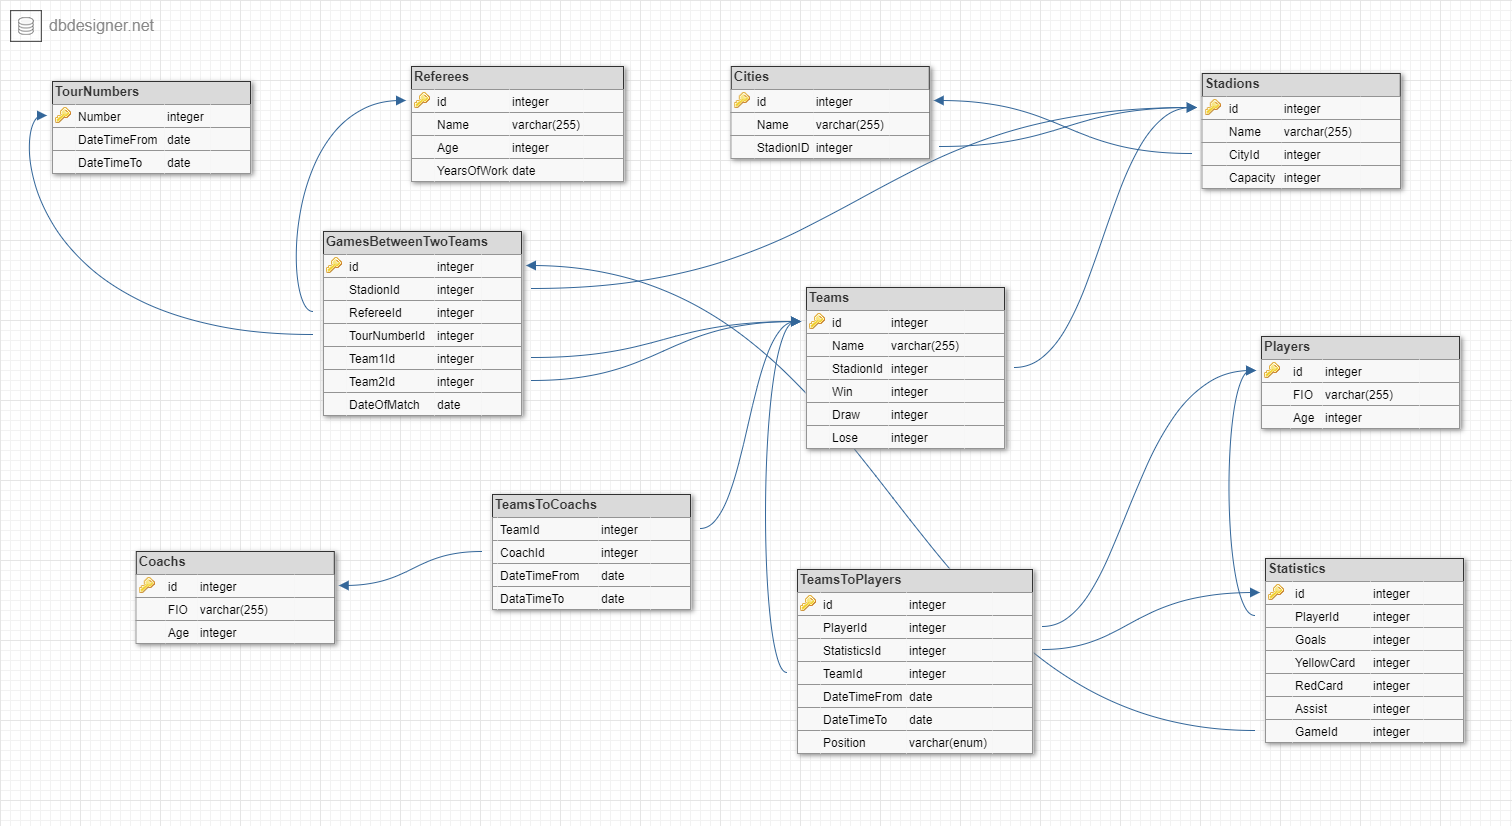 dbdesigner.net
TourNumbers
Number integer
DateTimeFrom date
DateTimeTo date
Referees
id integer
Name varchar(255)
Age integer
YearsOfWork date
Cities
id integer
Name varchar(255)
StadionID integer
Stadions
id integer
Name varchar(255)
CityId integer
Capacity integer
GamesBetweenTwoTeams
id integer
StadionId integer
RefereeId integer
TourNumberId integer
Team1Id integer
Team2Id integer
DateOfMatch date
Teams
id integer
Name varchar(255)
StadionId integer
Win integer
Draw integer
Lose integer
Players
id integer
FIO varchar(255)
Age integer
TeamsToCoachs
TeamId integer
CoachId integer
DateTimeFrom date
DataTimeTo date
Coachs
id integer
FIO varchar(255)
Age integer
TeamsToPlayers
id integer
PlayerId integer
StatisticsId integer
TeamId integer
DateTimeFrom date
DateTimeTo date
Position varchar(enum)
Statistics
id integer
PlayerId integer
Goals integer
YellowCard integer
RedCard integer
Assist integer
GameId integer